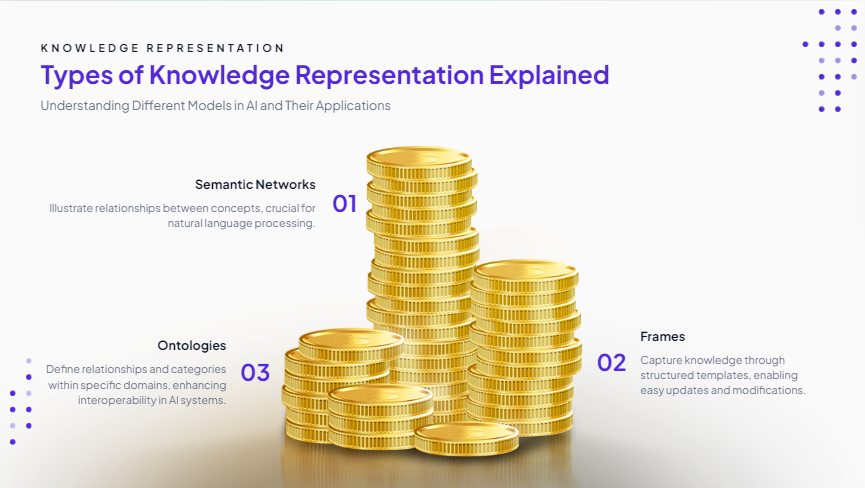 KNOWLEDGE REPRESENTATION
Types of Knowledge Representation Explained
Understanding Different Models in AI and Their Applications
Semantic Networks
Illustrate relationships between concepts, crucial for
natural language processing.
01
Frames
Capture knowledge through
structured templates, enabling
easy updates and modifications.
02
Ontologies
Define relationships and categories
within specific domains, enhancing
interoperability in AI systems.
03